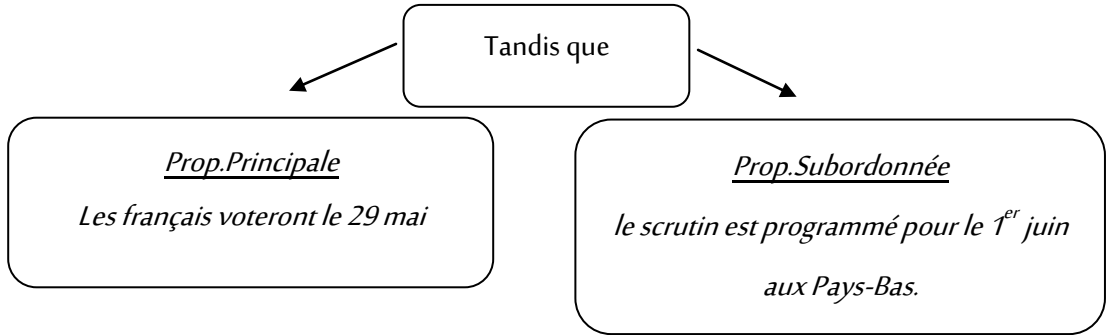 Tandis que
Prop.Principale
Les français voteront le 29 mai
Prop.Subordonnée
le scrutin est programmé pour le 1er juin
aux Pays-Bas.